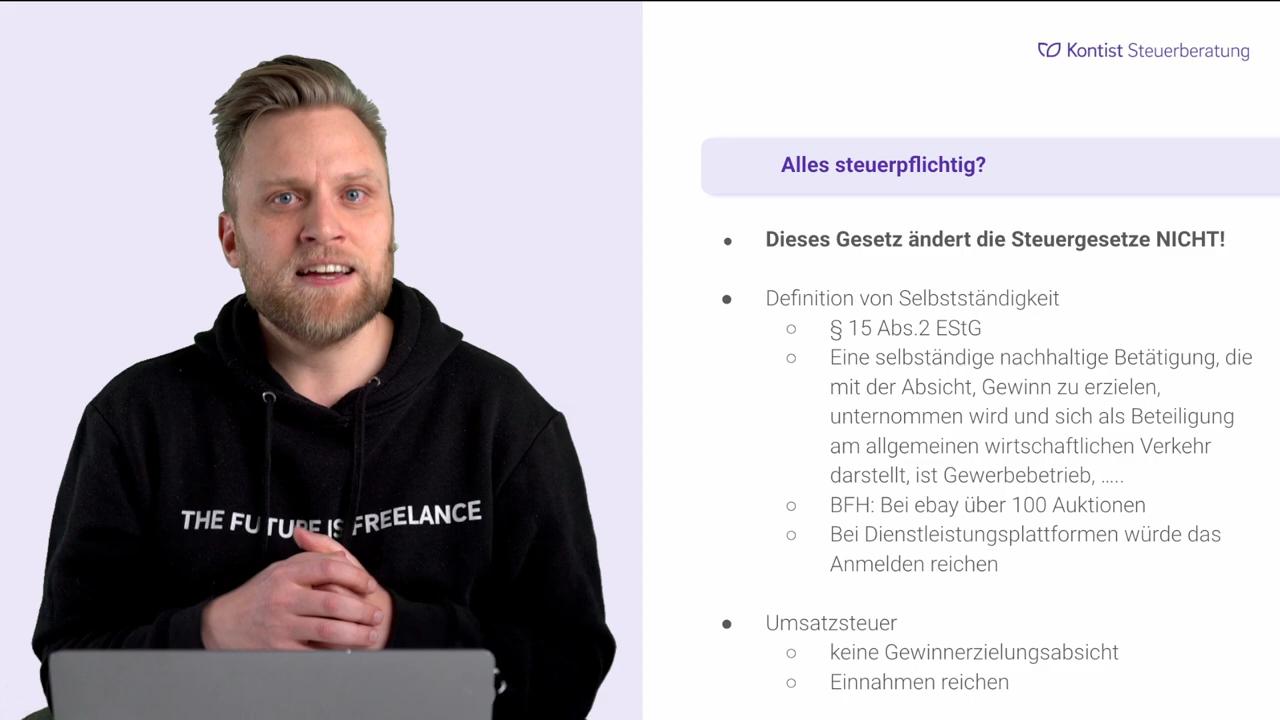 Kontist Steuerberatung
Alles steuerpflichtig?
● Dieses Gesetz ändert die Steuergesetze NICHT!
● Definition von Selbstständigkeit
○ § 15 Abs.2 EStG
○ Eine selbständige nachhaltige Betätigung, die
mit der Absicht, Gewinn zu erzielen,
unternommen wird und sich als Beteiligung
am allgemeinen wirtschaftlichen Verkehr
darstellt, ist Gewerbebetrieb, …..
○ BFH: Bei ebay über 100 Auktionen
○ Bei Dienstleistungsplattformen würde das
Anmelden reichen
● Umsatzsteuer
○ keine Gewinnerzielungsabsicht
○ Einnahmen reichen
THE FUTURE IS FREELANCE